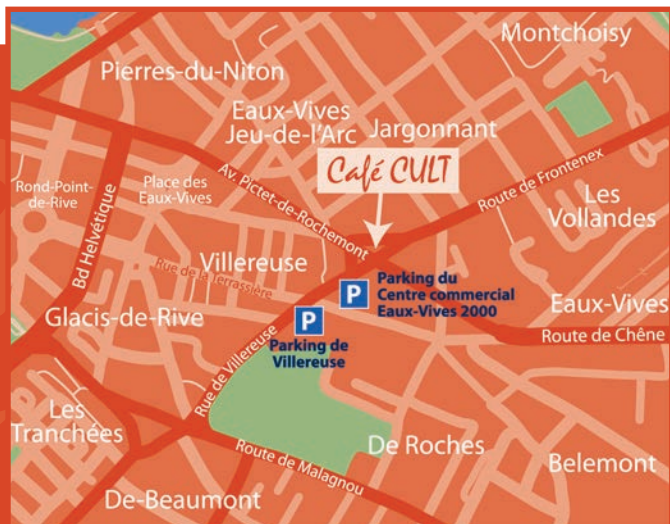 Montchoisy
Pierres-du-Niton
Eaux-Vives
Jeu-de-l'Arc
Jargonnant
Café CULT
Av. Pictet-de-Rochemont
Route de Frontenex
Rond-Point-
de-Rive
Place des
Eaux-Vives
Bd Helvétique
Les
Vollandes
Villereuse
Rue de la Terrassière
P
Parking du
Centre commercial
Eaux-Vives 2000
Eaux-Vives
Glacis-de-Rive
P
Parking de
Villereuse
Route de Chêne
Rue de Villereuse
Les
Tranchées
De Roches
Route de Malagnou
Belemont
De-Beaumont